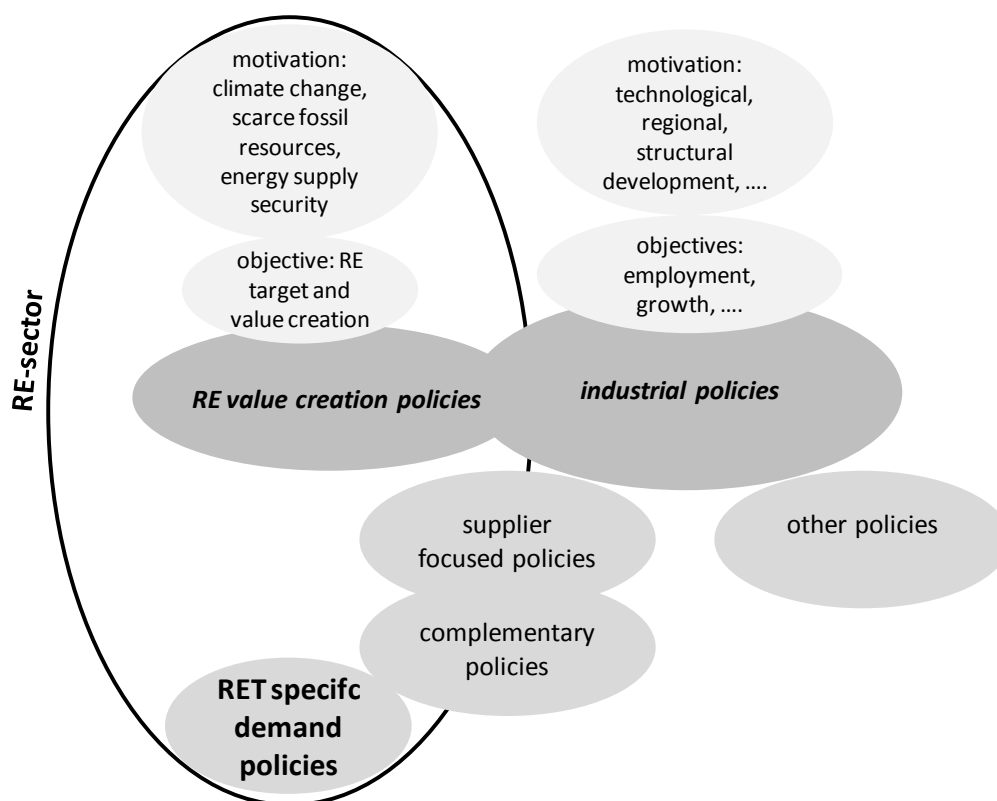 motivation:
climate change,
scarce fossil
resources,
energy supply
security
motivation:
technological,
regional,
structural
development, ....
objective: RE
target and
value creation
objectives:
employment,
growth, ....
RE-sector
RE value creation policies
industrial policies
supplier
focused policies
other policies
complementary
policies
RET specifc
demand
policies